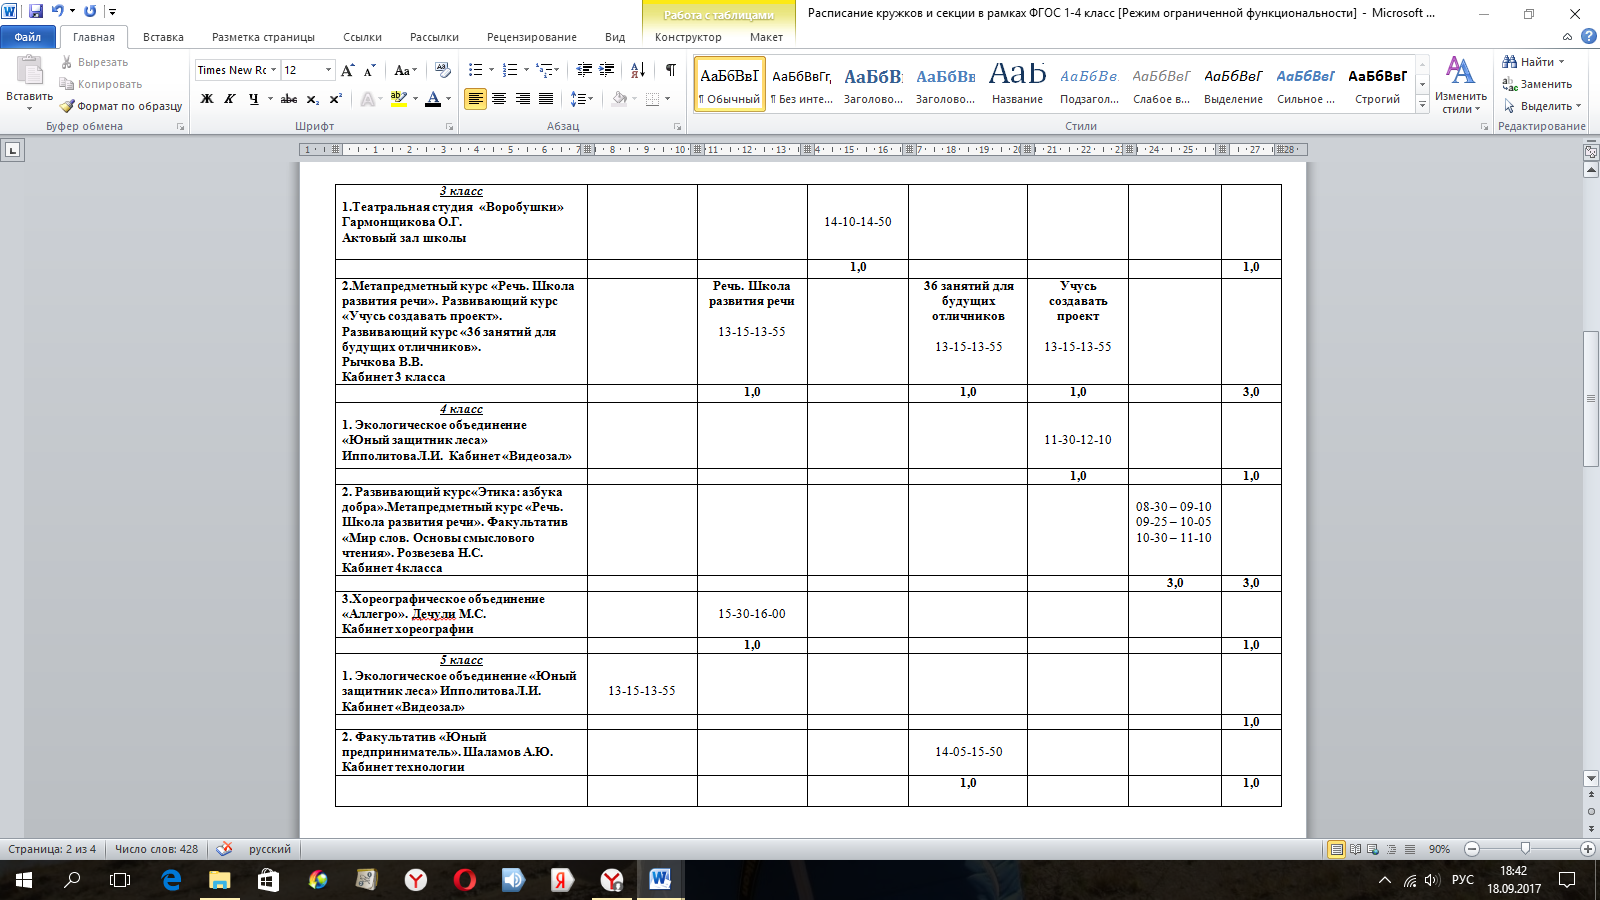 Работа с таблицами
Расписание кружков и секции в рамках ФГОС 1-4 класс [Режим ограниченной функциональности] - Microsoft ...
Файл Главная Вставка Разметка страницы Ссылки Рассылки Рецензирование Вид Конструктор Макет
Вставить
Вырезать
Копировать
Формат по образцу
Буфер обмена
Times New Rc 12
Ж К Ч abc x₂ x²
Шрифт
Абзац
АаБбВвГ АаБбВвГг, АаБбВ АаБбВв АаБ АаБбВв АаБбВвГ АаБбВвГ АаБбВвГ АаБбВвГ
¶ Обычный ¶ Без инте... Заголово... Заголово... Название Подзагол... Слабое в... Выделение Сильное ... Строгий
Стили
Изменить стили
Найти
Заменить
Выделить
Редактирование
3 класс
1.Театральная студия «Воробушки»
Гармонщикова О.Г.
Актовый зал школы
14-10-14-50
1,0 1,0
2.Метапредметный курс «Речь. Школа
развития речи». Развивающий курс
«Учусь создавать проект».
Развивающий курс «36 занятий для
будущих отличников».
Рычкова В.В.
Кабинет 3 класса
Речь. Школа
развития речи
13-15-13-55
36 занятий для
будущих
отличников
13-15-13-55
Учусь
создавать
проект
13-15-13-55
1,0 1,0 1,0 3,0
4 класс
1. Экологическое объединение
«Юный защитник леса»
ИпполитоваЛ.И. Кабинет «Видеозал»
11-30-12-10
1,0 1,0
2. Развивающий курс«Этика: азбука
добра».Метапредметный курс «Речь.
Школа развития речи». Факультатив
«Мир слов. Основы смыслового
чтения». Розвезева Н.С.
Кабинет 4класса
08-30 – 09-10
09-25 – 10-05
10-30 – 11-10
3,0 3,0
3.Хореографическое объединение
«Аллегро». Дечули М.С.
Кабинет хореографии
15-30-16-00
1,0 1,0
5 класс
1. Экологическое объединение «Юный
защитник леса» ИпполитоваЛ.И.
Кабинет «Видеозал»
13-15-13-55
1,0
2. Факультатив «Юный
предприниматель». Шаламов А.Ю.
Кабинет технологии
14-05-15-50
1,0 1,0
Страница: 2 из 4 Число слов: 428 русский 90%
РУС
18:42
18.09.2017